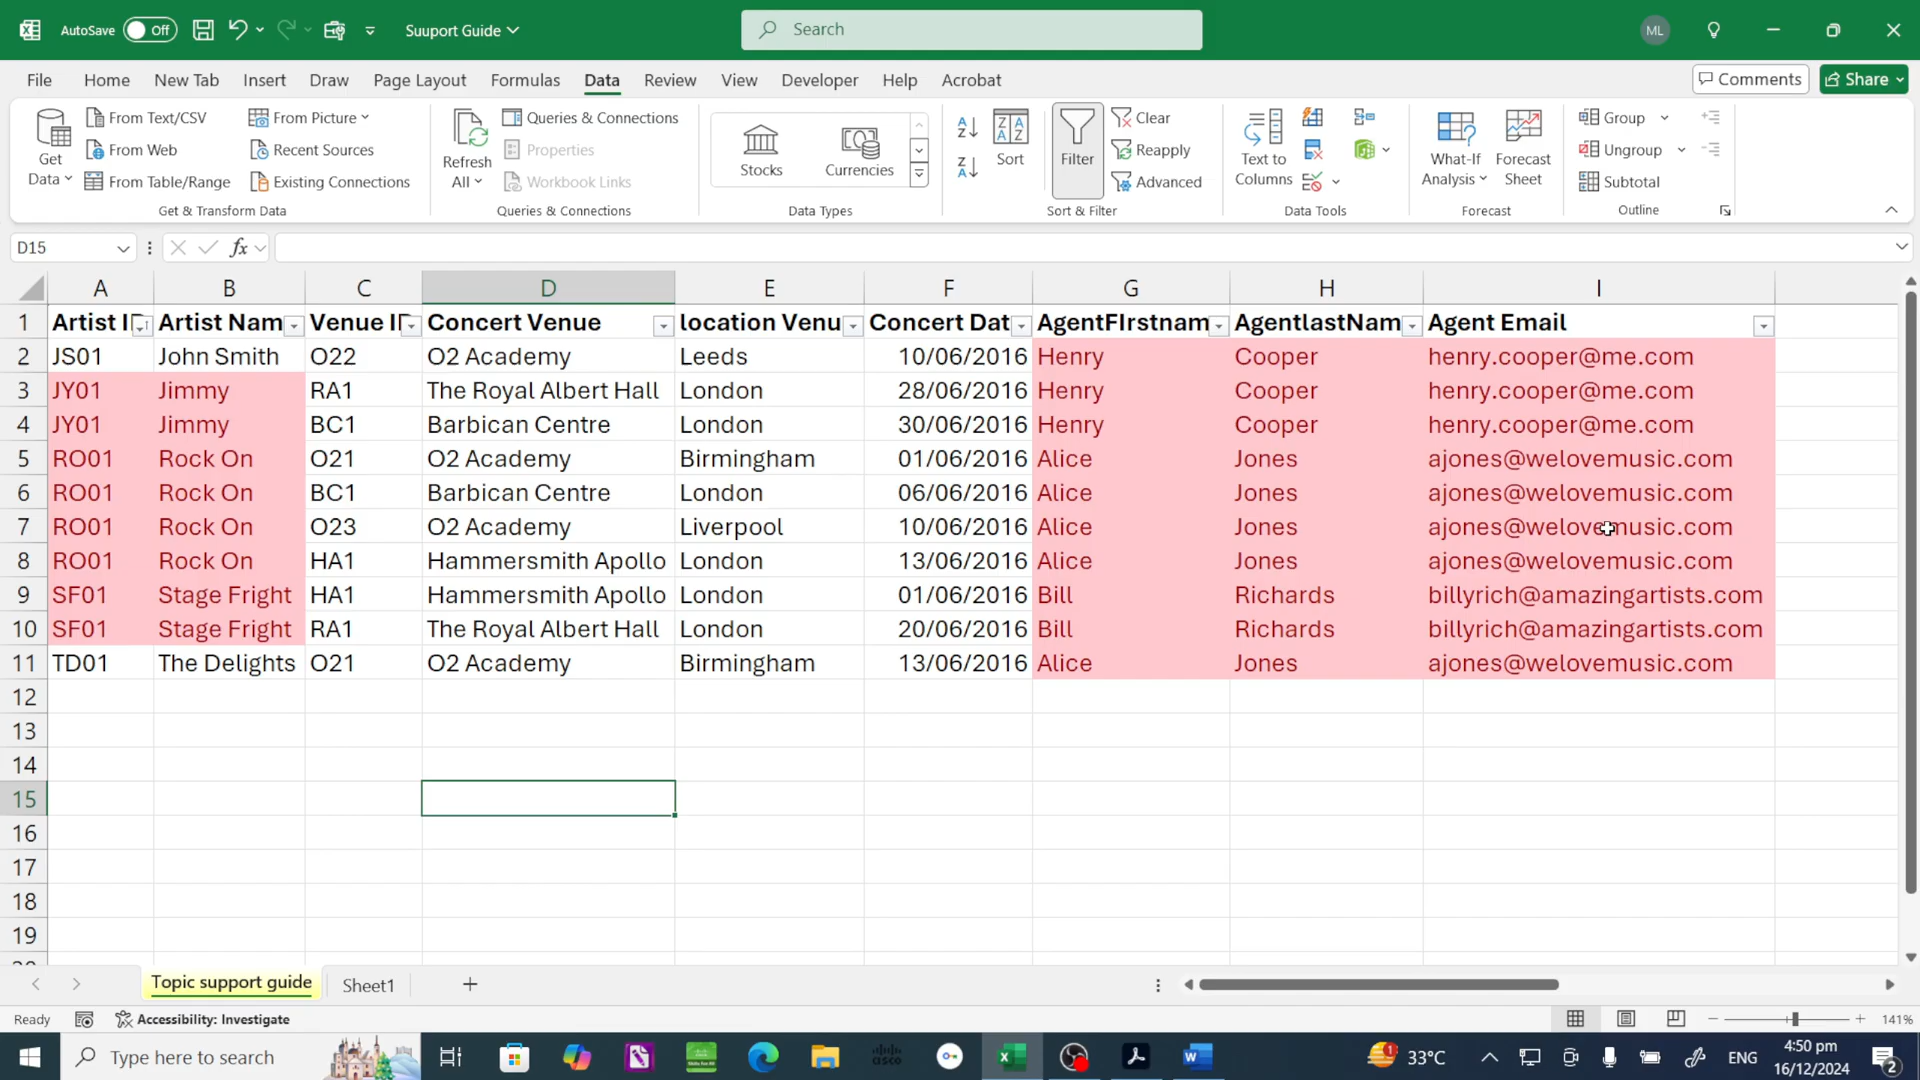 AutoSave Off Suuport Guide Search ML
File Home New Tab Insert Draw Page Layout Formulas Data Review View Developer Help Acrobat Comments Share
Get Data
From Text/CSV
From Web
From Table/Range
From Picture
Recent Sources
Existing Connections
Get & Transform Data
Refresh All
Queries & Connections
Properties
Workbook Links
Queries & Connections
Stocks
Currencies
Data Types
Sort
Filter
Clear
Reapply
Advanced
Sort & Filter
Text to Columns
Data Tools
What-If Analysis
Forecast Sheet
Forecast
Group
Ungroup
Subtotal
Outline
D15 fx
A B C D E F G H I
1 Artist ID Artist Nam Venue ID Concert Venue location Venu Concert Dat AgentFIrstnam AgentlastNam Agent Email
2 JS01 John Smith O22 O2 Academy Leeds 10/06/2016 Henry Cooper henry.cooper@me.com
3 JY01 Jimmy RA1 The Royal Albert Hall London 28/06/2016 Henry Cooper henry.cooper@me.com
4 JY01 Jimmy BC1 Barbican Centre London 30/06/2016 Henry Cooper henry.cooper@me.com
5 RO01 Rock On O21 O2 Academy Birmingham 01/06/2016 Alice Jones ajones@welovemusic.com
6 RO01 Rock On BC1 Barbican Centre London 06/06/2016 Alice Jones ajones@welovemusic.com
7 RO01 Rock On O23 O2 Academy Liverpool 10/06/2016 Alice Jones ajones@welovemusic.com
8 RO01 Rock On HA1 Hammersmith Apollo London 13/06/2016 Alice Jones ajones@welovemusic.com
9 SF01 Stage Fright HA1 Hammersmith Apollo London 01/06/2016 Bill Richards billyrich@amazingartists.com
10 SF01 Stage Fright RA1 The Royal Albert Hall London 20/06/2016 Bill Richards billyrich@amazingartists.com
11 TD01 The Delights O21 O2 Academy Birmingham 13/06/2016 Alice Jones ajones@welovemusic.com
12
13
14
15
16
17
18
19
Topic support guide Sheet1
Ready Accessibility: Investigate 141%
Type here to search 33°C ENG 4:50 pm
16/12/2024 2